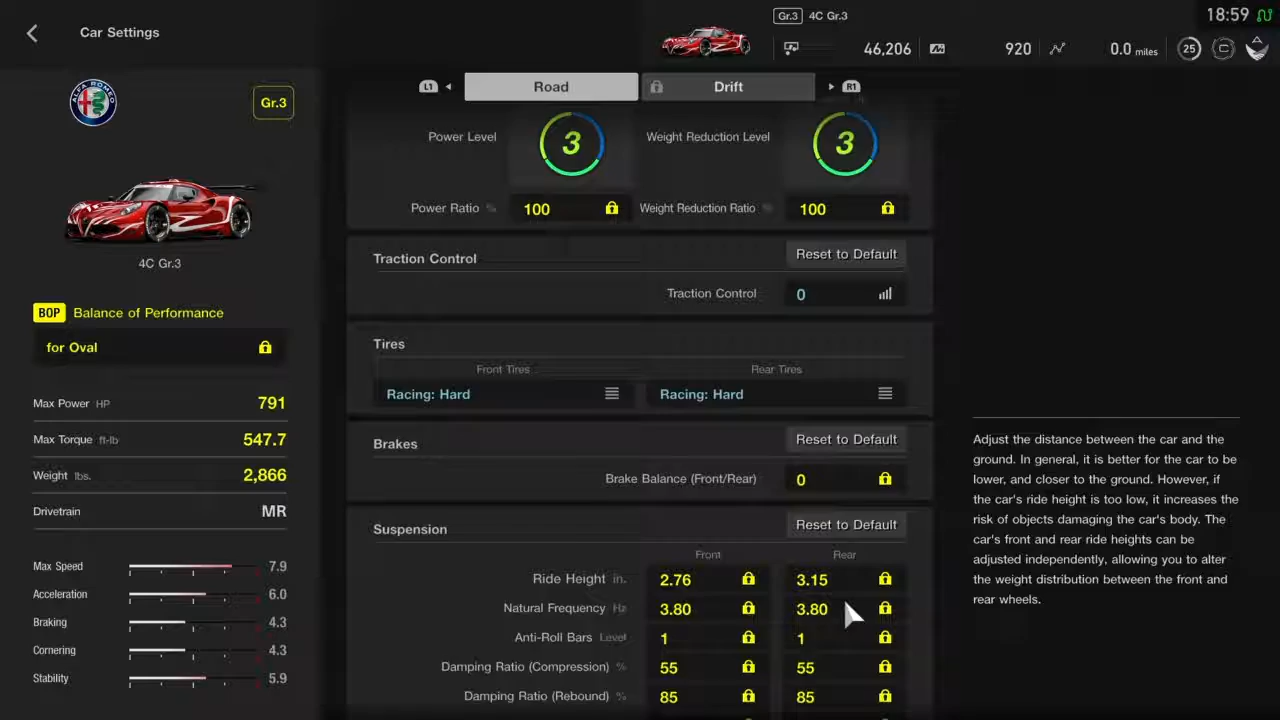 Gr.3 4C Gr.3
18:59
Car Settings
46,206
920
0.0 miles
25
C
ALFA ROMEO
Gr.3
L1
Road
Drift
R1
Power Level
3
Weight Reduction Level
3
Power Ratio %
100
Weight Reduction Ratio %
100
4C Gr.3
Traction Control
Reset to Default
Traction Control
0
BOP Balance of Performance
for Oval
Tires
Front Tires
Rear Tires
Racing: Hard
Racing: Hard
Max Power HP
791
Max Torque ft-lb
547.7
Weight lbs.
2,866
Drivetrain
MR
Max Speed
7.9
Acceleration
6.0
Braking
4.3
Cornering
4.3
Stability
5.9
Brakes
Reset to Default
Brake Balance (Front/Rear)
0
Suspension
Reset to Default
Front
Rear
Ride Height in.
2.76
3.15
Natural Frequency Hz
3.80
3.80
Anti-Roll Bars Level
1
1
Damping Ratio (Compression) %
55
55
Damping Ratio (Rebound) %
85
85
Adjust the distance between the car and the
ground. In general, it is better for the car to be
lower, and closer to the ground. However, if
the car's ride height is too low, it increases the
risk of objects damaging the car's body. The
car's front and rear ride heights can be
adjusted independently, allowing you to alter
the weight distribution between the front and
rear wheels.